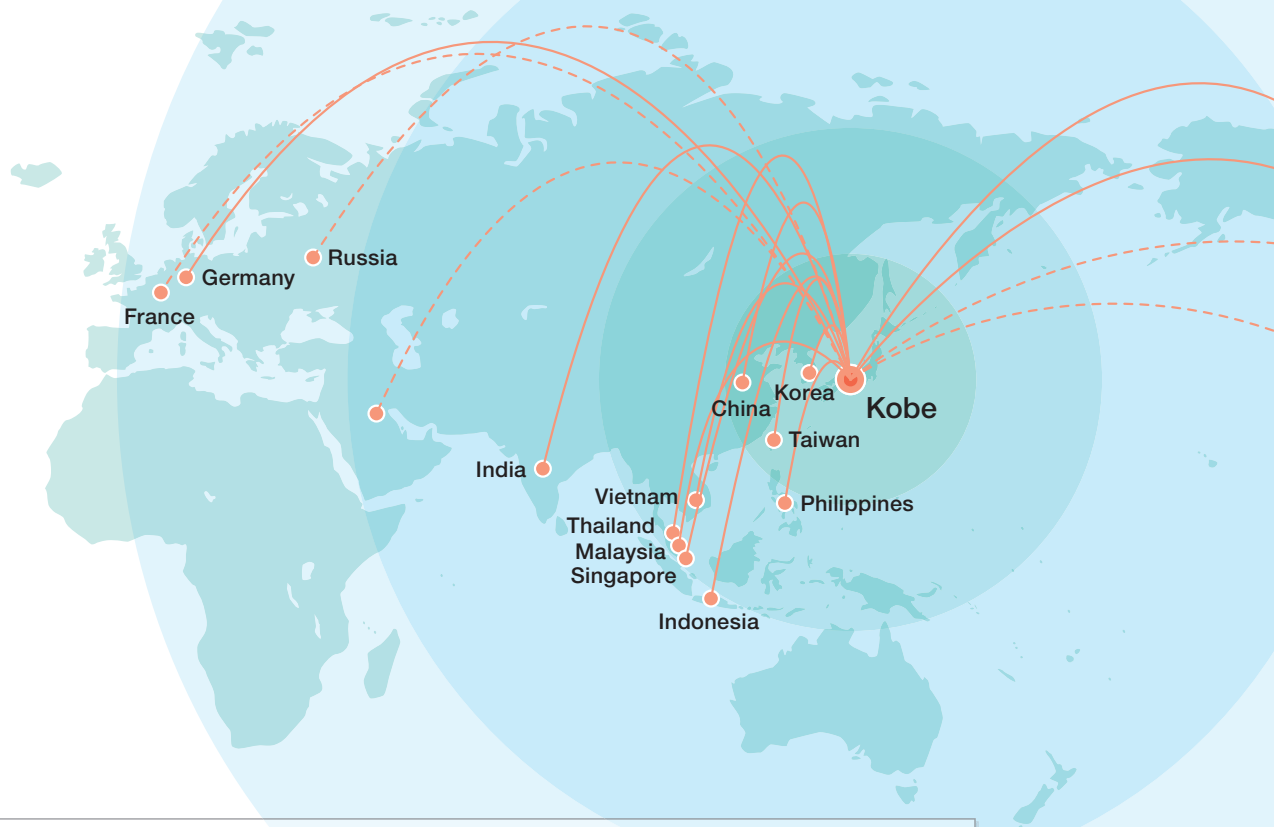 Russia
Germany
France
Korea
China
Kobe
Taiwan
India
Vietnam
Philippines
Thailand
Malaysia
Singapore
Indonesia